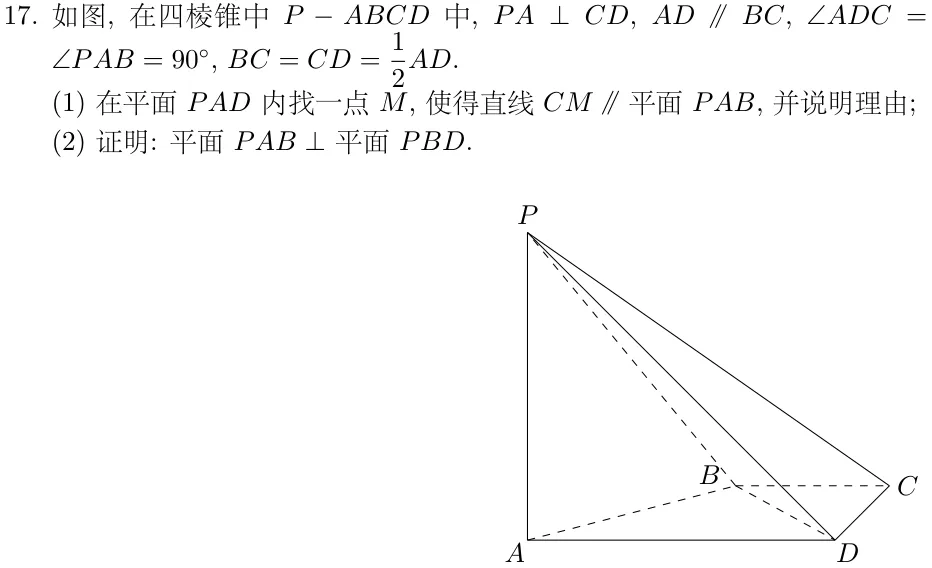 17. 如图, 在四棱锥中 P − ABCD 中, PA ⊥ CD, AD ∥ BC, ∠ADC =
∠PAB = 90°, BC = CD = 1/2 AD.
(1) 在平面 PAD 内找一点 M, 使得直线 CM ∥ 平面 PAB, 并说明理由;
(2) 证明: 平面 PAB ⊥ 平面 PBD.
P
B
C
A
D